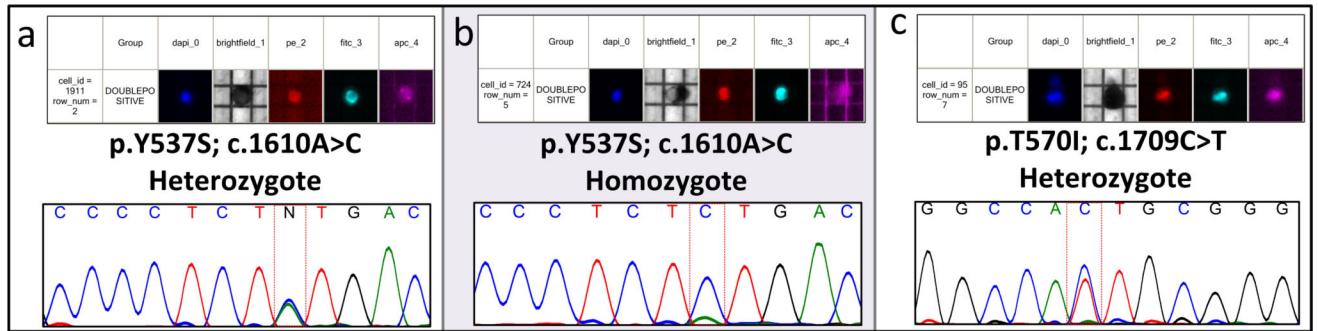 a
Group dapi_0 brightfield_1 pe_2 fitc_3 apc_4
cell_id =
1911
row_num =
2
DOUBLEPO
SITIVE
p.Y537S; c.1610A>C
Heterozygote
C C C C T C T N T G A C
b
Group dapi_0 brightfield_1 pe_2 fitc_3 apc_4
cell_id = 724
row_num =
5
DOUBLEPO
SITIVE
p.Y537S; c.1610A>C
Homozygote
C C C T C T C T G A C
c
Group dapi_0 brightfield_1 pe_2 fitc_3 apc_4
cell_id = 95
row_num =
7
DOUBLEPO
SITIVE
p.T570I; c.1709C>T
Heterozygote
G G C C A C T G C G G G